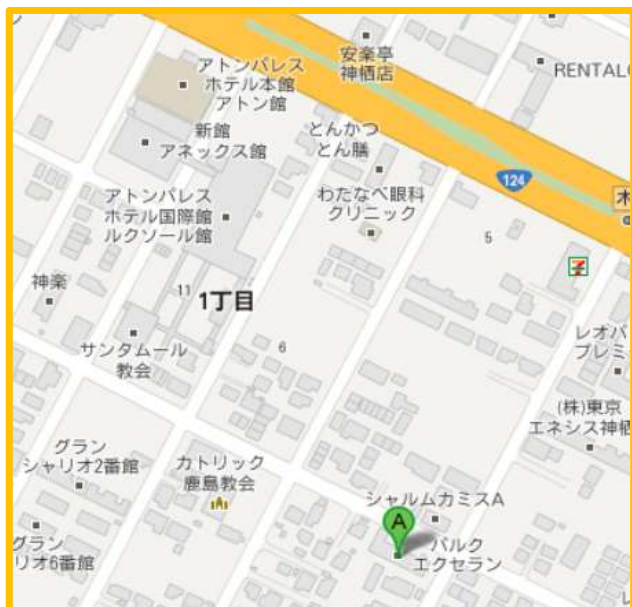 安楽亭
神栖店
RENTAL
アトンパレス
ホテル本館
アトン館
新館
アネックス館
とんかつ
とん膳
124
木
わたなべ眼科
クリニック
アトンパレス
ホテル国際館
ルクソール館
5
7
神楽
11
1丁目
レオパ
プレミ
6
サンタムール
教会
(株)東京
エネシス神栖
グラン
シャリオ2番館
カトリック
鹿島教会
シャルムカミスA
A
パルク
エクセラン
グラン
リオ6番館
レ